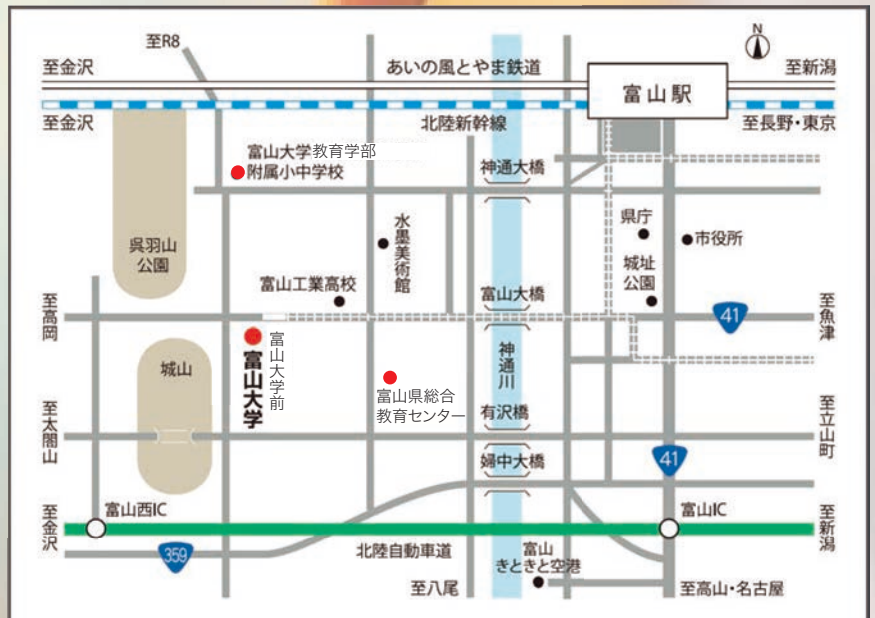 至R8
N
至金沢
あいの風とやま鉄道
富山駅
至新潟
至金沢
北陸新幹線
至長野・東京
富山大学教育学部
附属小中学校
神通大橋
呉羽山
公園
水墨美術館
県庁
市役所
城址
公園
富山工業高校
富山大橋
至高岡
41
至魚津
城山
富山大学
富山大学前
神通川
富山県総合
教育センター
有沢橋
至太閤山
至立山町
婦中大橋
41
至金沢
富山西IC
富山IC
至新潟
359
北陸自動車道
富山
きときと空港
至八尾
至高山・名古屋